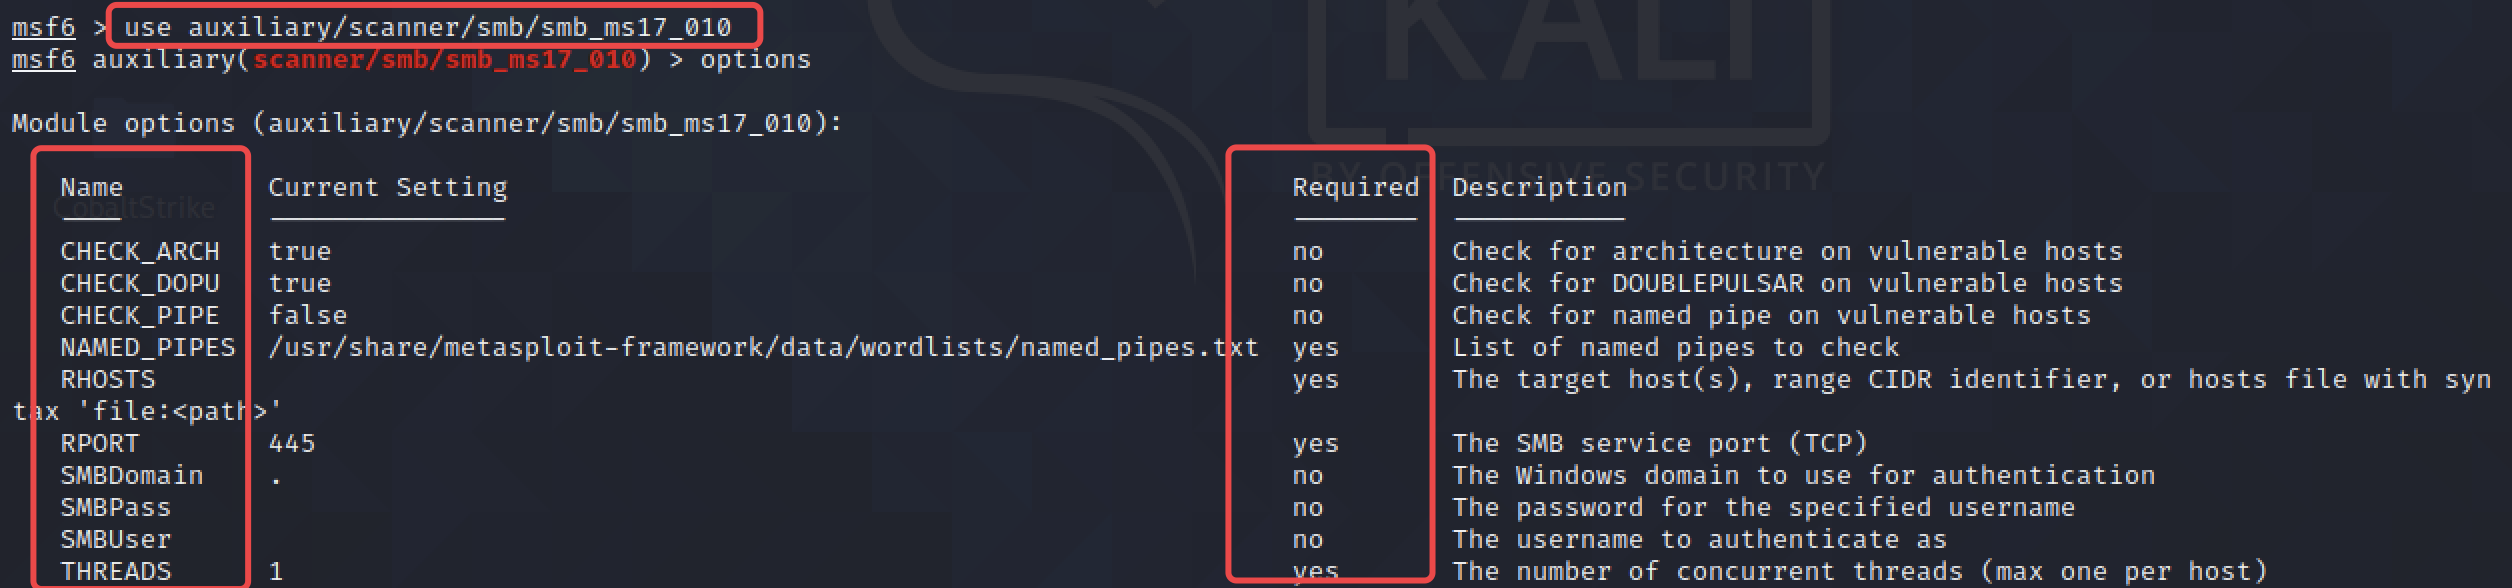 msf6 > use auxiliary/scanner/smb/smb_ms17_010
msf6 auxiliary(scanner/smb/smb_ms17_010) > options
KALI
BY OFFENSIVE SECURITY
CobaltStrike
Module options (auxiliary/scanner/smb/smb_ms17_010):
Name Current Setting Required Description
CHECK_ARCH true no Check for architecture on vulnerable hosts
CHECK_DOPU true no Check for DOUBLEPULSAR on vulnerable hosts
CHECK_PIPE false no Check for named pipe on vulnerable hosts
NAMED_PIPES /usr/share/metasploit-framework/data/wordlists/named_pipes.txt yes List of named pipes to check
RHOSTS yes The target host(s), range CIDR identifier, or hosts file with syn
tax 'file:<path>'
RPORT 445 yes The SMB service port (TCP)
SMBDomain . no The Windows domain to use for authentication
SMBPass no The password for the specified username
SMBUser no The username to authenticate as
THREADS 1 yes The number of concurrent threads (max one per host)